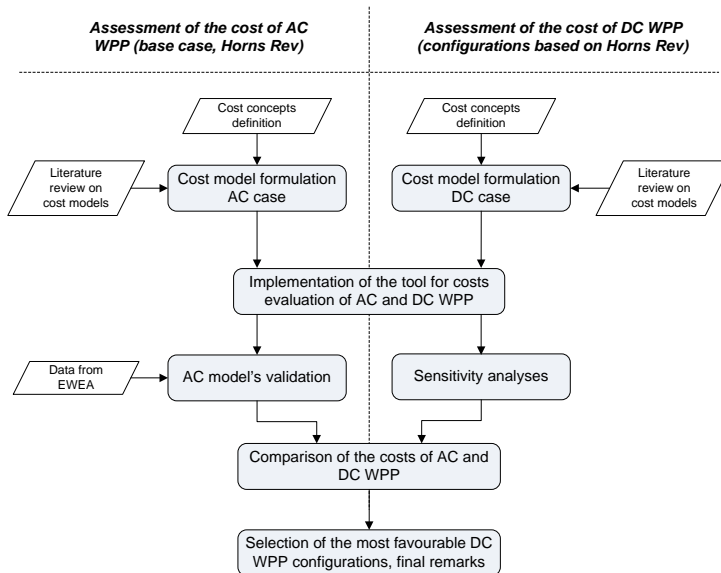 Assessment of the cost of AC
WPP (base case, Horns Rev)
Assessment of the cost of DC WPP
(configurations based on Horns Rev)
Cost concepts
definition
Cost concepts
definition
Literature
review on
cost models
Cost model formulation
AC case
Cost model formulation
DC case
Literature
review on
cost models
Implementation of the tool for costs
evaluation of AC and DC WPP
Data from
EWEA
AC model's validation
Sensitivity analyses
Comparison of the costs of AC and
DC WPP
Selection of the most favourable DC
WPP configurations, final remarks